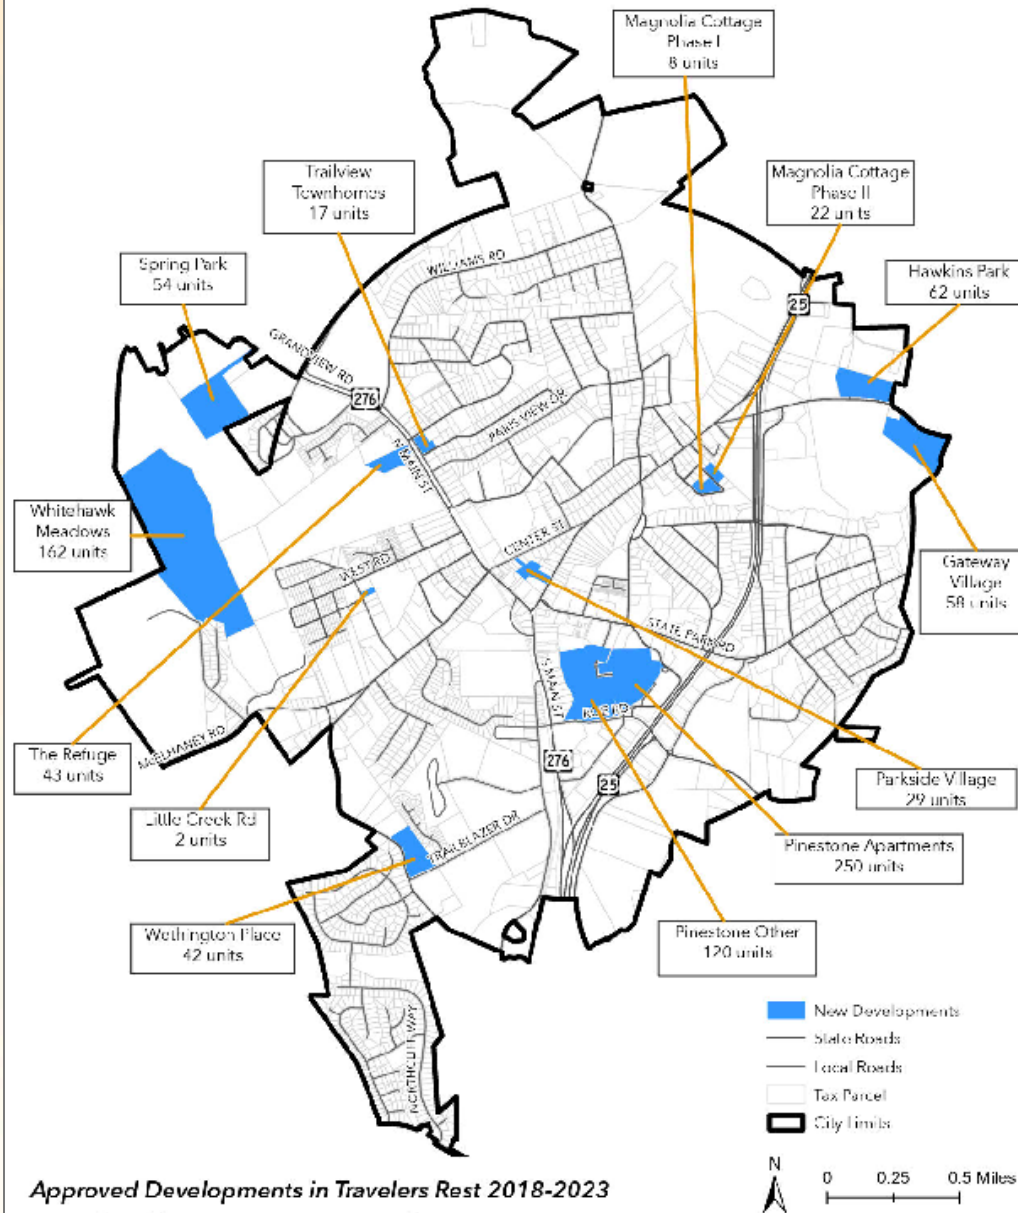 Magnolia Cottage
Phase I
8 units
Trailview
Townhomes
17 units
Magnolia Cottage
Phase II
22 units
Spring Park
54 units
Hawkins Park
62 units
WILLIAMS RD
25
GRANDVIEW RD
276
PARIS VIEW DR
N MAIN ST
Whitehawk
Meadows
162 units
CENTER ST
WEST RD
Gateway
Village
58 units
STATE PARK RD
S MAIN ST
ROE RD
MCELHANEY RD
The Refuge
43 units
276
25
Parkside Village
29 units
Little Creek Rd
2 units
TRAILBLAZER DR
Pinestone Apartments
250 units
Wethington Place
42 units
Pinestone Other
120 units
NORTHCUTT WAY
New Developments
State Roads
Local Roads
Tax Parcel
City Limits
N
0 0.25 0.5 Miles
Approved Developments in Travelers Rest 2018-2023